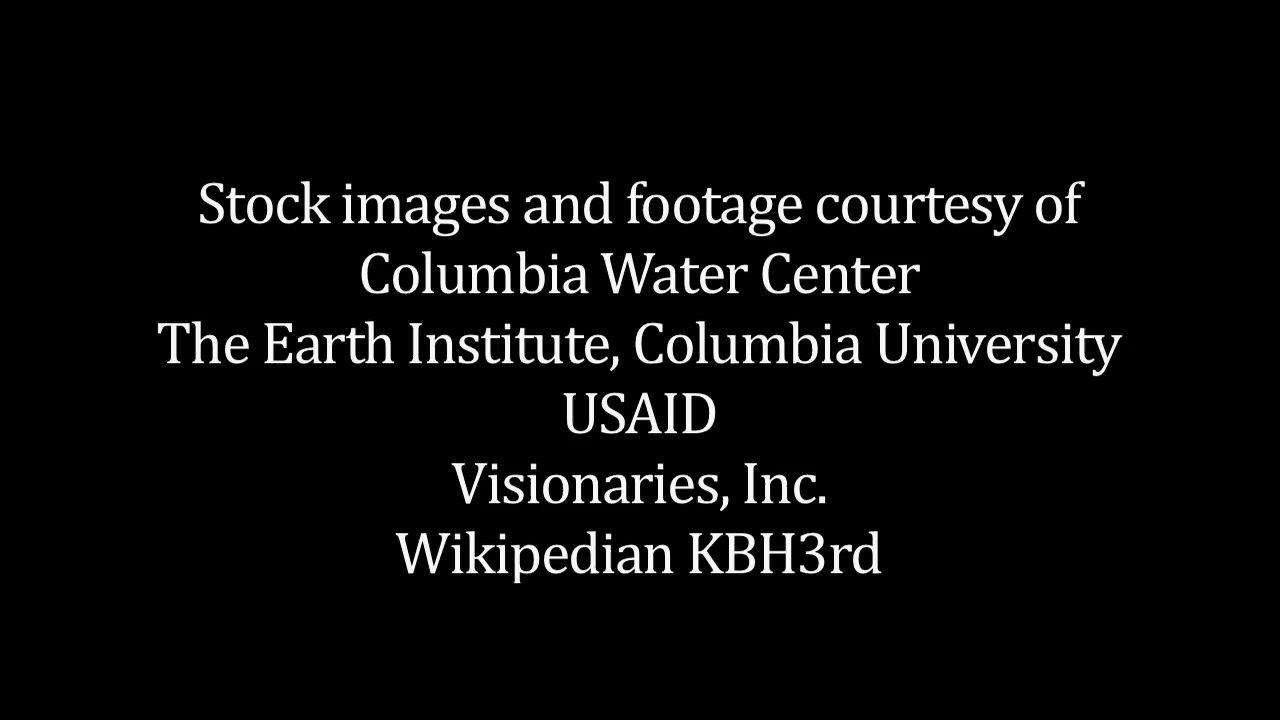 Stock images and footage courtesy of
Columbia Water Center
The Earth Institute, Columbia University
USAID
Visionaries, Inc.
Wikipedian KBH3rd